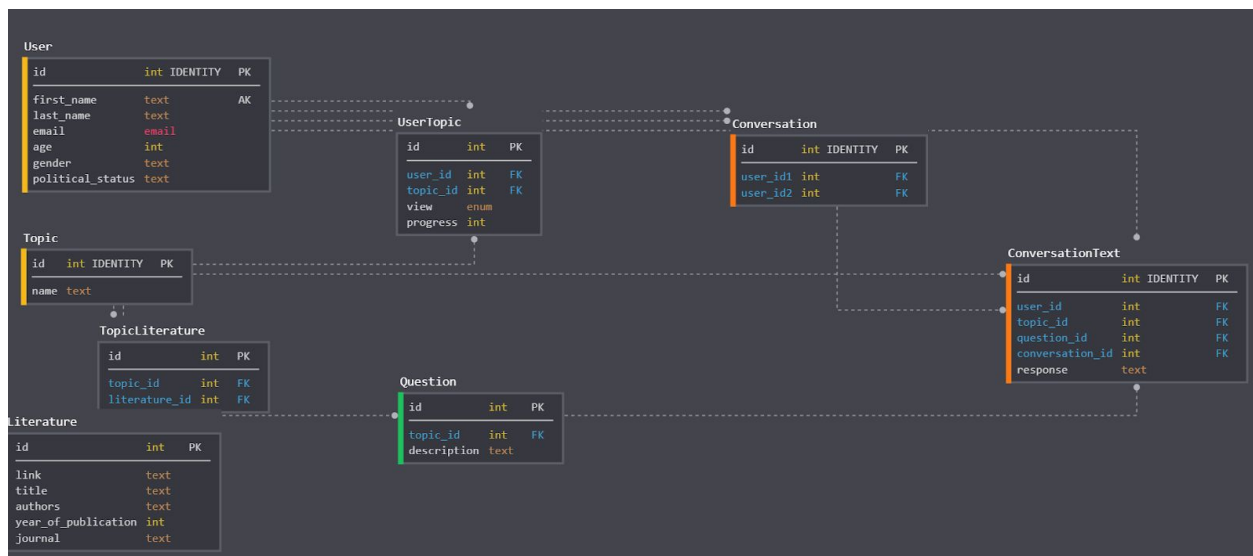 User
id int IDENTITY PK
first_name text AK
last_name text
email email
age int
gender text
political_status text
UserTopic
id int PK
user_id int FK
topic_id int FK
view enum
progress int
Conversation
id int IDENTITY PK
user_id1 int FK
user_id2 int FK
Topic
id int IDENTITY PK
name text
ConversationText
id int IDENTITY PK
user_id int FK
topic_id int FK
question_id int FK
conversation_id int FK
response text
TopicLiterature
id int PK
topic_id int FK
literature_id int FK
Question
id int PK
topic_id int FK
description text
Literature
id int PK
link text
title text
authors text
year_of_publication int
journal text